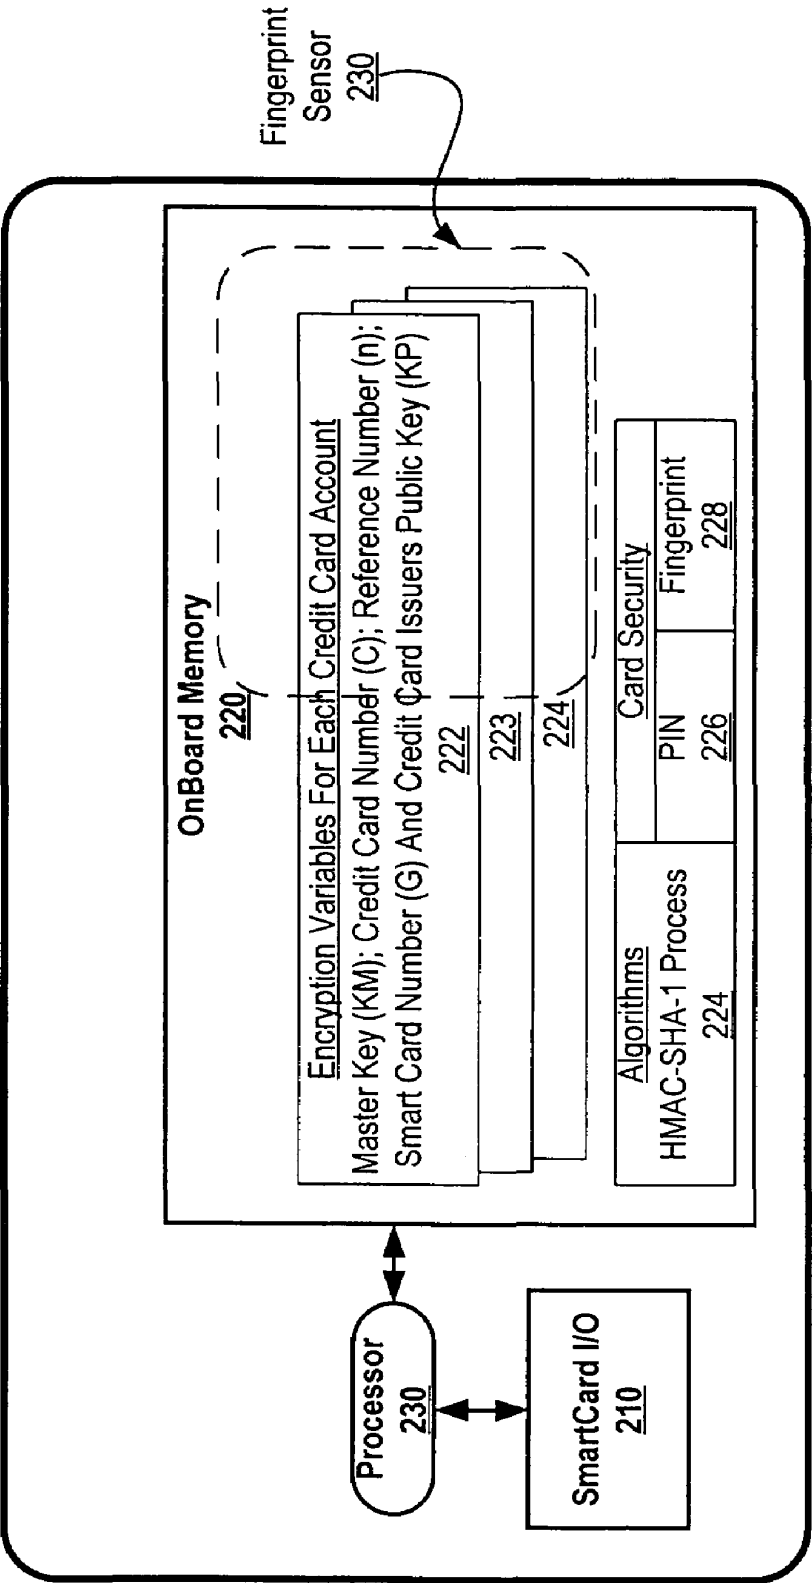 Fingerprint
Sensor
230
OnBoard Memory
220
Encryption Variables For Each Credit Card Account
Master Key (KM); Credit Card Number (C); Reference Number (n);
Smart Card Number (G) And Credit Card Issuers Public Key (KP)
222
223
224
Processor
230
SmartCard I/O
210
Algorithms
HMAC-SHA-1 Process
224
Card Security
PIN
226
Fingerprint
228